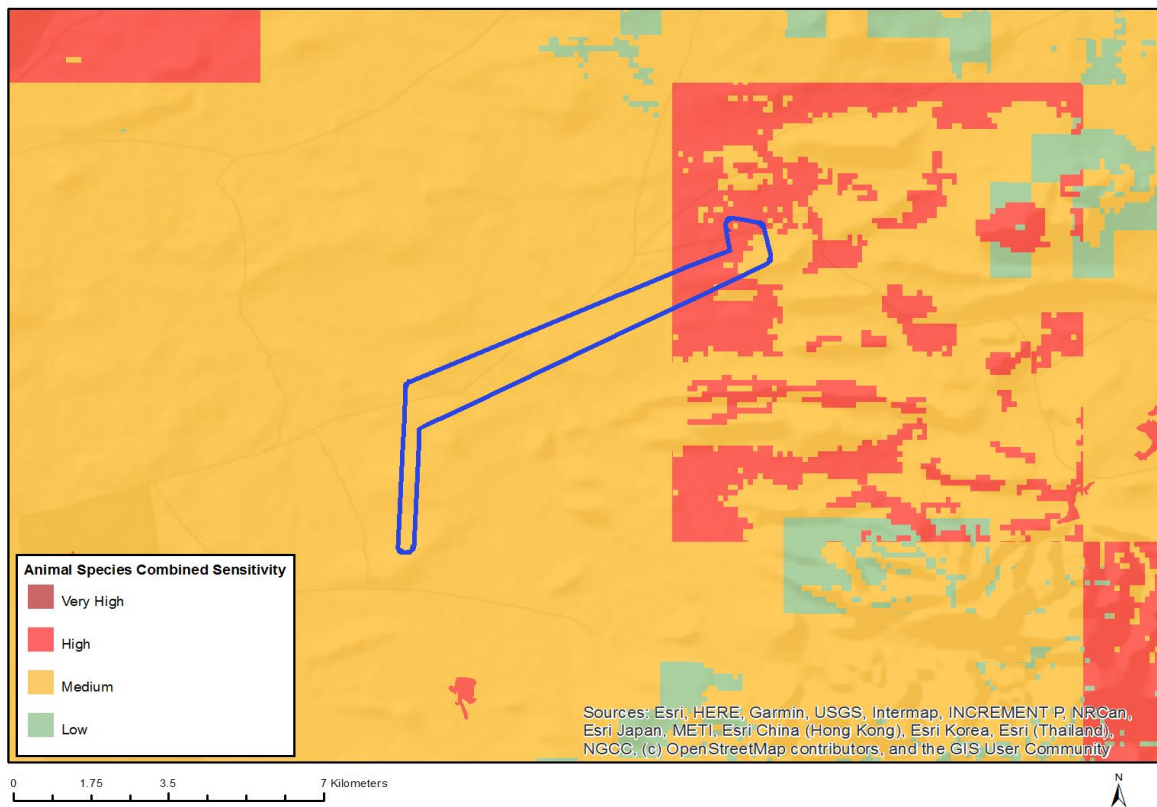 Animal Species Combined Sensitivity
Very High
High
Medium
Low
Sources: Esri, HERE, Garmin, USGS, Intermap, INCREMENT P, NRCan,
Esri Japan, METI, Esri China (Hong Kong), Esri Korea, Esri (Thailand),
NGCC, (c) OpenStreetMap contributors, and the GIS User Community
0 1.75 3.5 7 Kilometers
N